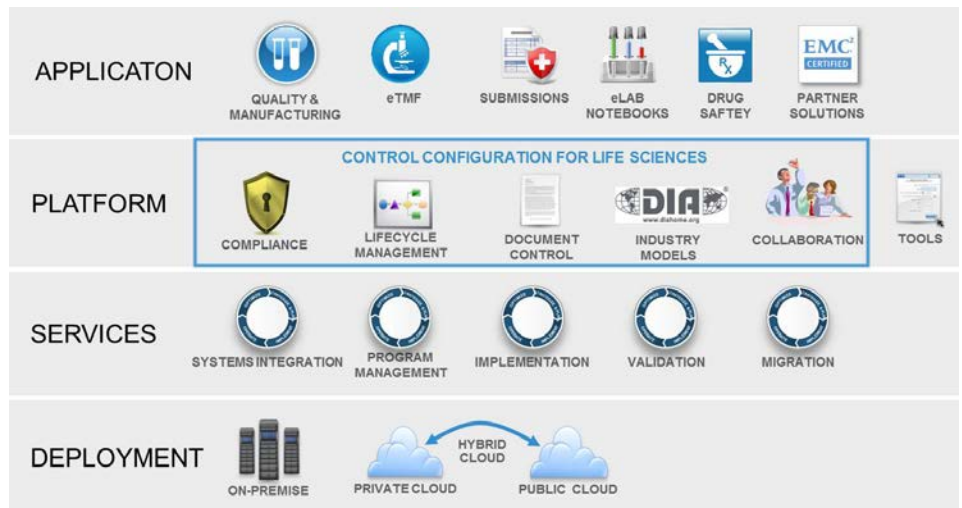 APPLICATON
QUALITY &
MANUFACTURING
eTMF
SUBMISSIONS
eLAB
NOTEBOOKS
DRUG
SAFTEY
EMC²
CERTIFIED
PARTNER
SOLUTIONS
PLATFORM
CONTROL CONFIGURATION FOR LIFE SCIENCES
COMPLIANCE
LIFECYCLE
MANAGEMENT
DOCUMENT
CONTROL
DIA
www.diahome.org
INDUSTRY
MODELS
COLLABORATION
TOOLS
SERVICES
SYSTEMS INTEGRATION
PROGRAM
MANAGEMENT
IMPLEMENTATION
VALIDATION
MIGRATION
DEPLOYMENT
ON-PREMISE
PRIVATE CLOUD
HYBRID
CLOUD
PUBLIC CLOUD